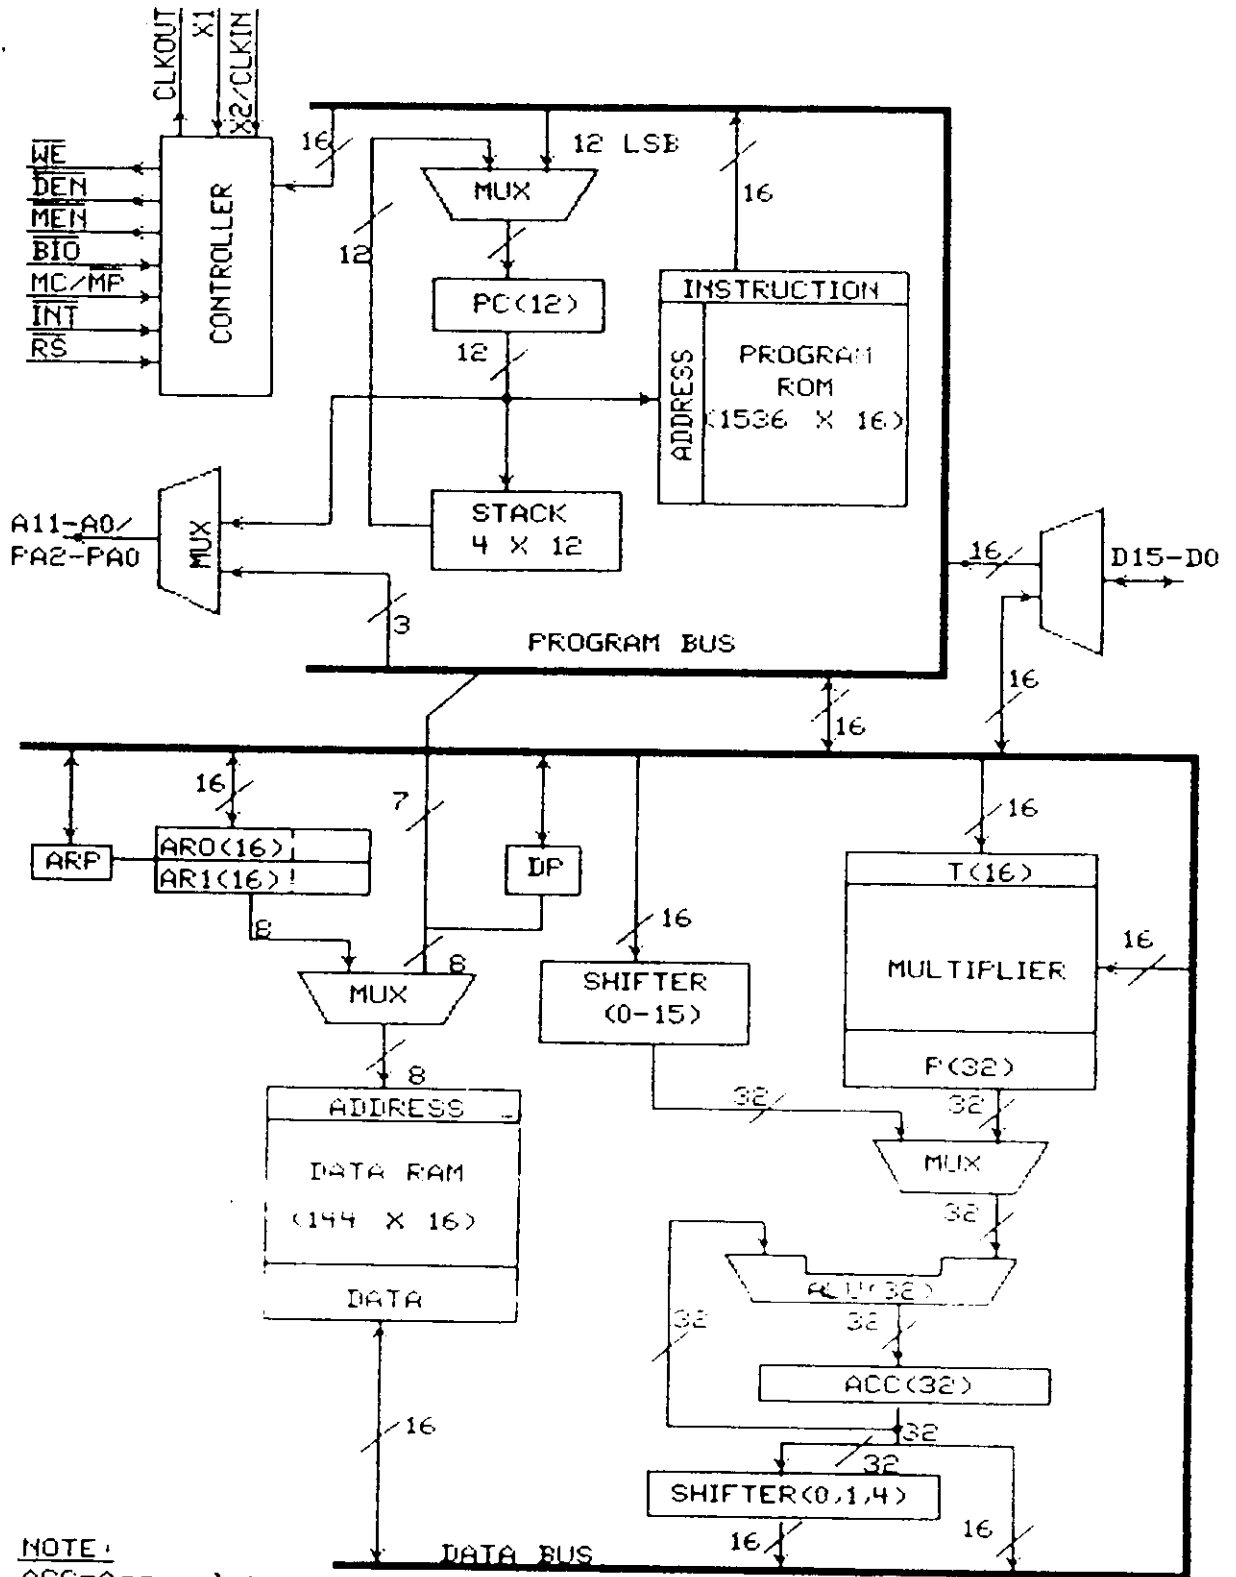 CLKOUT
X1
X2/CLKIN
WE
DEN
MEN
BIO
MC/MP
INT
RS
CONTROLLER
16
12 LSB
MUX
12
16
PC(12)
12
INSTRUCTION
ADDRESS
PROGRAM
ROM
(1536 X 16)
STACK
4 X 12
A11-A0/
PA2-PA0
MUX
3
PROGRAM BUS
16
D15-D0
16
16
16
7
16
ARP
AR0(16)
AR1(16)
DP
T(16)
8
16
8
MUX
SHIFTER
(0-15)
MULTIPLIER
16
8
P(32)
ADDRESS
32
32
DATA RAM
(144 X 16)
MUX
32
DATA
ALU(32)
32
32
ACC(32)
16
32
32
SHIFTER(0,1,4)
16
16
DATA BUS
NOTE: